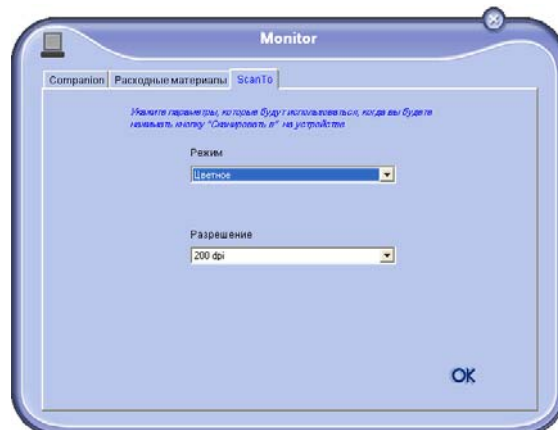 Monitor
Companion Расходные материалы ScanTo
Укажите параметры, которые будут использоваться, когда вы будете
нажимать кнопку "Сканировать в" на устройстве
Режим
Цветное
Разрешение
200 dpi
OK